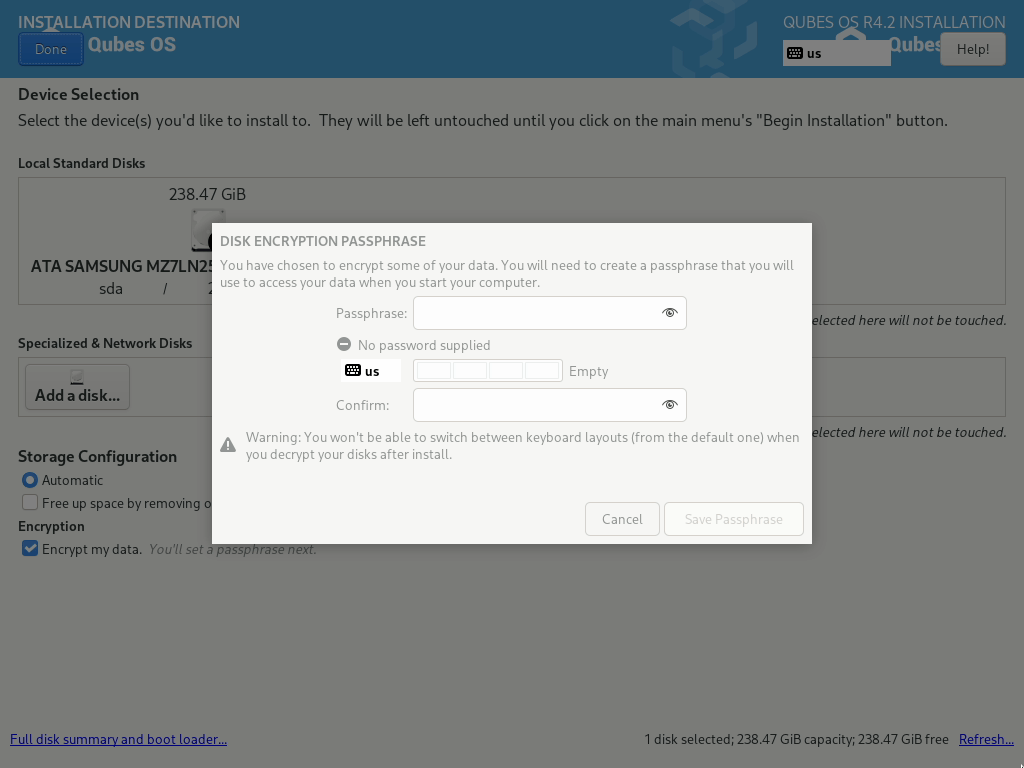 INSTALLATION DESTINATION
QUBES OS R4.2 INSTALLATION
Done
Qubes OS
us
Qubes
Help!
Device Selection
Select the device(s) you'd like to install to. They will be left untouched until you click on the main menu's "Begin Installation" button.
Local Standard Disks
238.47 GiB
ATA SAMSUNG
sda /
elected here will not be touched.
DISK ENCRYPTION PASSPHRASE
You have chosen to encrypt some of your data. You will need to create a passphrase that you will
use to access your data when you start your computer.
Passphrase:
No password supplied
us
Empty
Confirm:
Warning: You won't be able to switch between keyboard layouts (from the default one) when
you decrypt your disks after install.
Cancel
Save Passphrase
Specialized & Network Disks
Add a disk...
elected here will not be touched.
Storage Configuration
Automatic
Free up space by removing o
Encryption
Encrypt my data. You'll set a passphrase next.
Full disk summary and boot loader...
1 disk selected; 238.47 GiB capacity; 238.47 GiB free
Refresh...